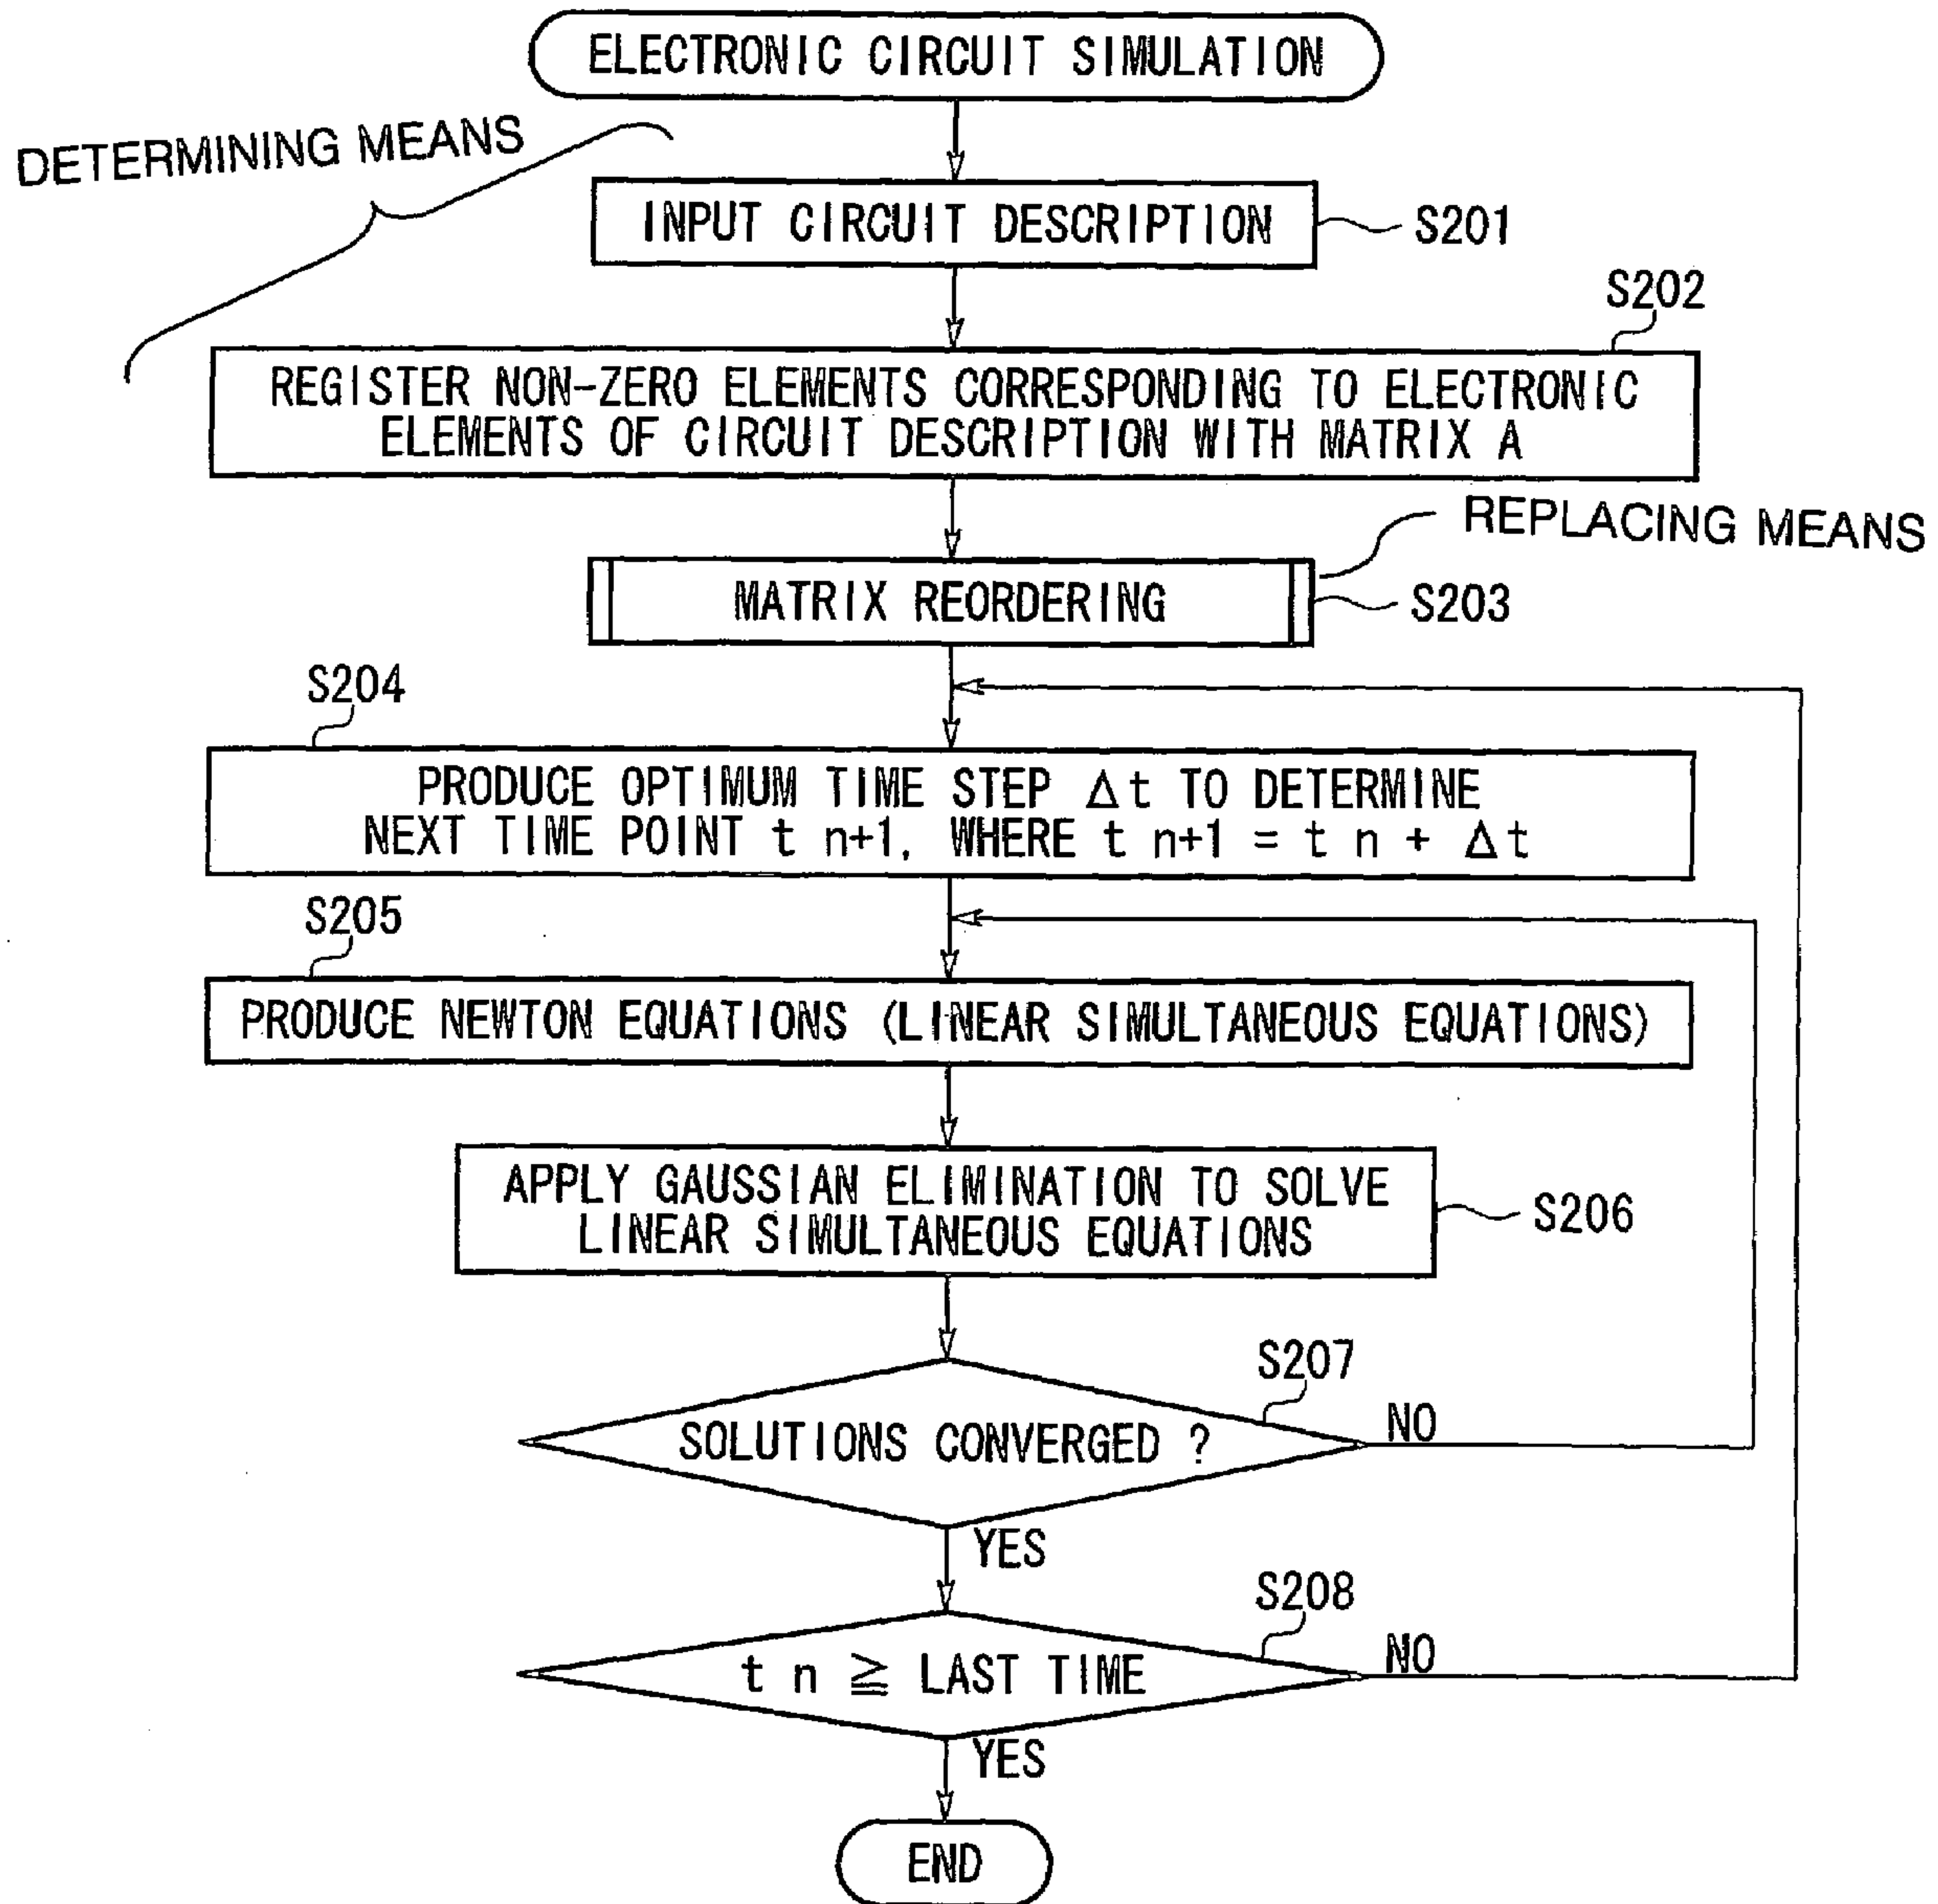 ELECTRONIC CIRCUIT SIMULATION
DETERMINING MEANS
INPUT CIRCUIT DESCRIPTION
S201
S202
REGISTER NON-ZERO ELEMENTS CORRESPONDING TO ELECTRONIC
ELEMENTS OF CIRCUIT DESCRIPTION WITH MATRIX A
REPLACING MEANS
MATRIX REORDERING
S203
S204
PRODUCE OPTIMUM TIME STEP Δt TO DETERMINE
NEXT TIME POINT t n+1, WHERE t n+1 = t n + Δt
S205
PRODUCE NEWTON EQUATIONS (LINEAR SIMULTANEOUS EQUATIONS)
APPLY GAUSSIAN ELIMINATION TO SOLVE
LINEAR SIMULTANEOUS EQUATIONS
S206
S207
SOLUTIONS CONVERGED ?
NO
YES
S208
t n ≧ LAST TIME
NO
YES
END